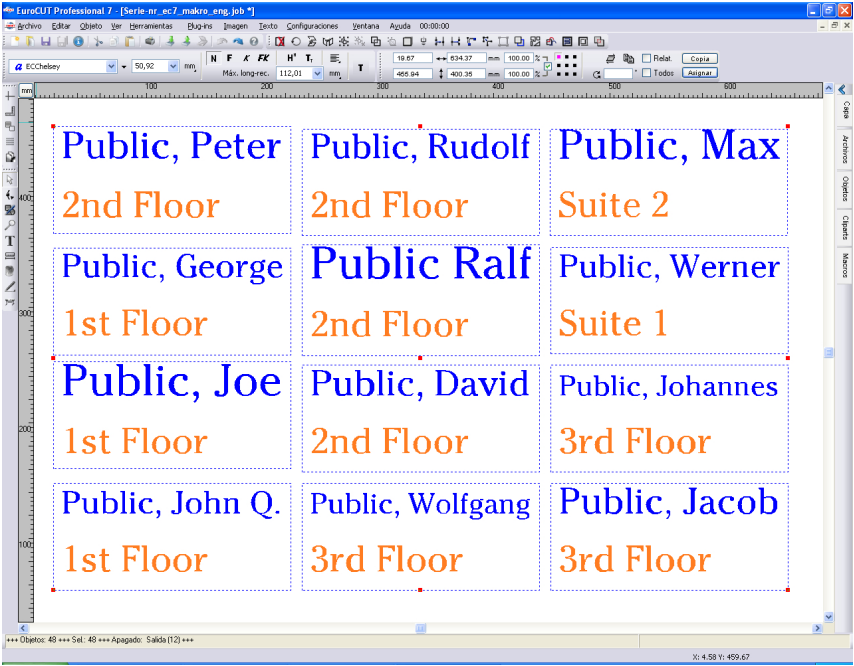 EuroCUT Professional 7 - [Serie-nr_ec7_makro_eng.job *]
Archivo Editar Objeto Ver Herramientas Plug-ins Imagen Texto Configuraciones Ventana Ayuda 00:00:00
ECChelsey 50,92 mm N F K FK H¹ T₁ Máx. long-rec. 112,01 mm T
19.67 634.37 mm 100.00 % Relat. Copia
455.94 400.35 mm 100.00 % ° Todos Asignar
mm 100 200 300 400 500 600
400
300
200
100
Capa
Archivos
Objetos
Cliparts
Macros
Public, Peter Public, Rudolf Public, Max
2nd Floor 2nd Floor Suite 2
Public, George Public Ralf Public, Werner
1st Floor 2nd Floor Suite 1
Public, Joe Public, David Public, Johannes
1st Floor 2nd Floor 3rd Floor
Public, John Q. Public, Wolfgang Public, Jacob
1st Floor 3rd Floor 3rd Floor
+++ Objetos: 48 +++ Sel.: 48 +++ Apagado: Salida (12) +++
X: 4.58 Y: 459.67